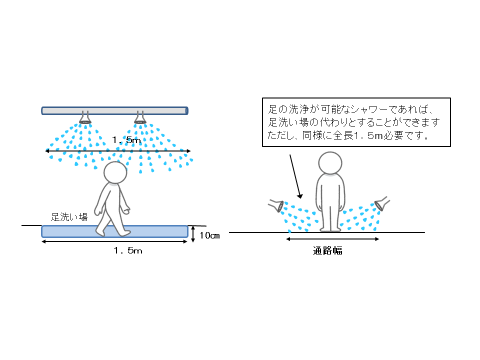 足の洗浄が可能なシャワーであれば、
足洗い場の代わりとすることができます
ただし、同様に全長１.５ｍ必要です。
１.５ｍ
足洗い場
10㎝
１.５ｍ
通路幅